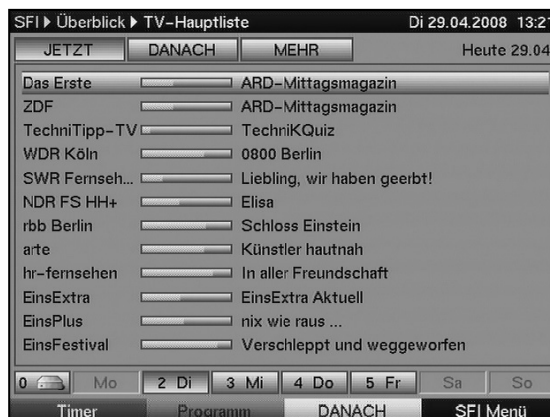 SFI ▶ Überblick ▶ TV-Hauptliste Di 29.04.2008 13:21
JETZT DANACH MEHR Heute 29.04
Das Erste ARD-Mittagsmagazin
ZDF ARD-Mittagsmagazin
TechniTipp-TV TechniKQuiz
WDR Köln 0800 Berlin
SWR Fernseh... Liebling, wir haben geerbt!
NDR FS HH+ Elisa
rbb Berlin Schloss Einstein
arte Künstler hautnah
hr-fernsehen In aller Freundschaft
EinsExtra EinsExtra Aktuell
EinsPlus nix wie raus ...
EinsFestival Verschleppt und weggeworfen
0 Mo 2 Di 3 Mi 4 Do 5 Fr Sa So
Timer Programm DANACH SFI Menü